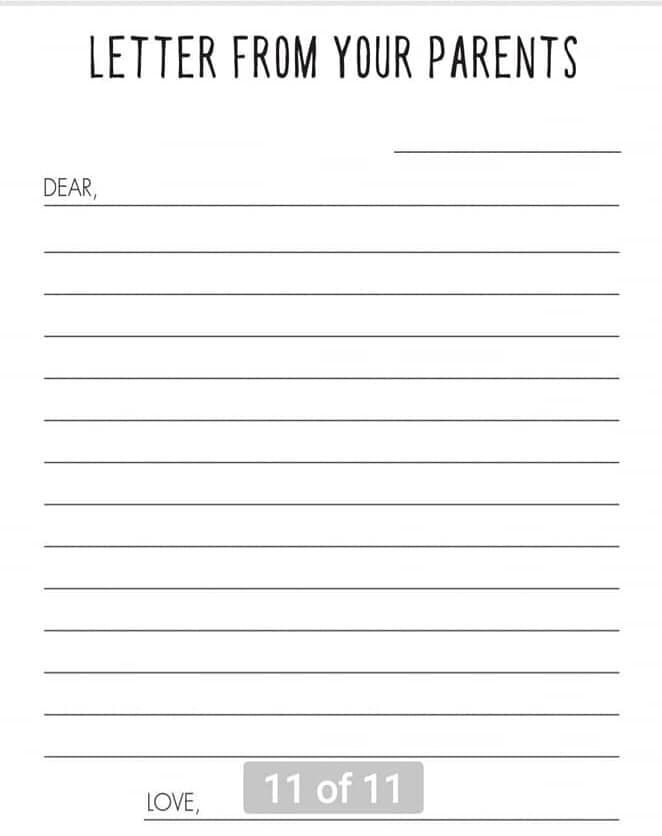 LETTER FROM YOUR PARENTS
DEAR,
LOVE,
11 of 11